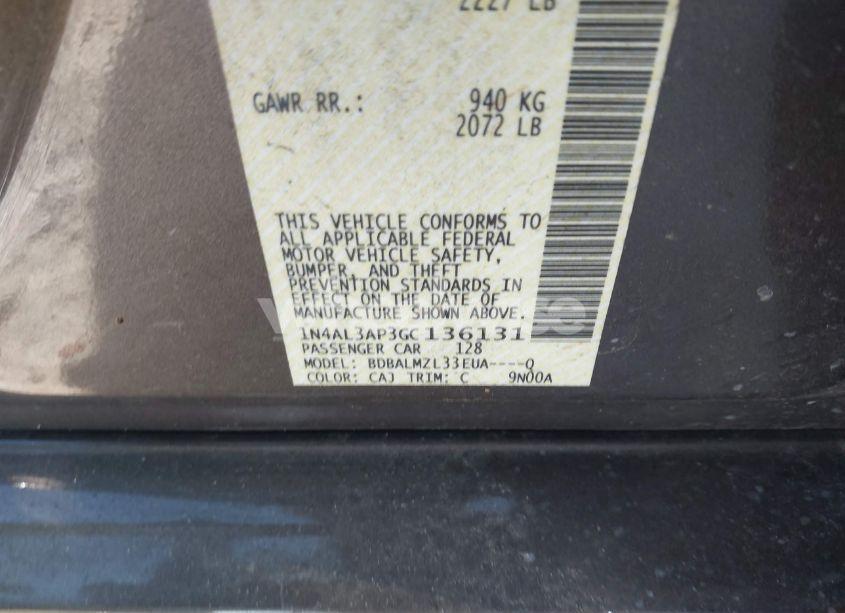 2227 LB
GAWR RR.: 940 KG
2072 LB
THIS VEHICLE CONFORMS TO
ALL APPLICABLE FEDERAL
MOTOR VEHICLE SAFETY,
BUMPER, AND THEFT
PREVENTION STANDARDS IN
EFFECT ON THE DATE OF
MANUFACTURE SHOWN ABOVE.
1N4AL3AP3GC136131
PASSENGER CAR 128
MODEL: BDBALMZL33EUA----Q
COLOR: CAJ TRIM: C 9N00A